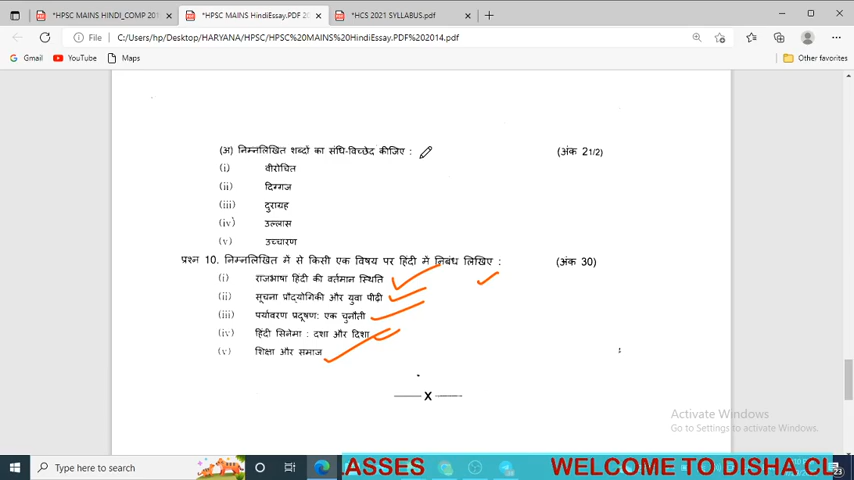 *HPSC MAINS HINDI_COMP 201
*HPSC MAINS HindiEssay.PDF 2014
*HCS 2021 SYLLABUS.pdf
File
C:/Users/hp/Desktop/HARYANA/HPSC/HPSC%20MAINS%20HindiEssay.PDF%202014.pdf
Gmail
YouTube
Maps
Other favorites
(अ) निम्नलिखित शब्दों का संधि-विच्छेद कीजिए : (अंक 21/2)
(i) वीरोचित
(ii) दिग्गज
(iii) दुराग्रह
(iv) उल्लास
(v) उच्चारण
प्रश्न 10. निम्नलिखित में से किसी एक विषय पर हिंदी में निबंध लिखिए : (अंक 30)
(i) राजभाषा हिंदी की वर्तमान स्थिति
(ii) सूचना प्रौद्योगिकी और युवा पीढ़ी
(iii) पर्यावरण प्रदूषण: एक चुनौती
(iv) हिंदी सिनेमा : दशा और दिशा
(v) शिक्षा और समाज
X
Activate Windows
Go to Settings to activate Windows.
Type here to search
ASSES WELCOME TO DISHA CL
23